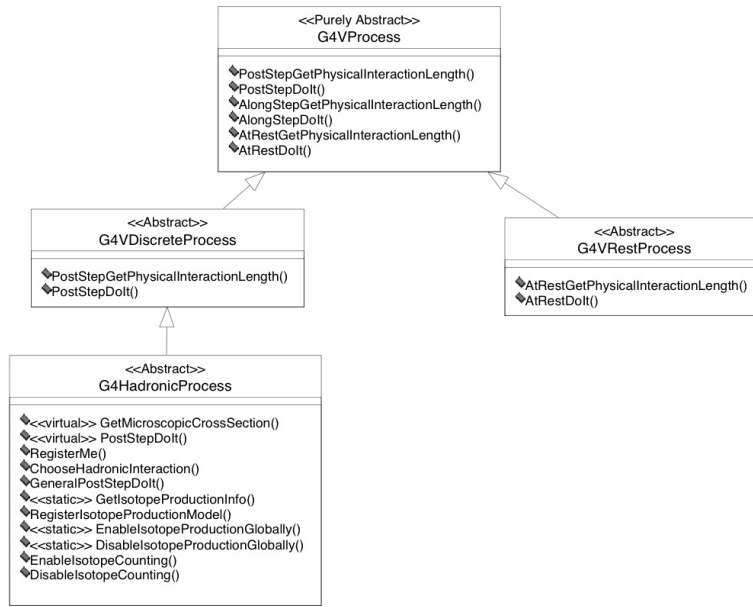 <<Purely Abstract>>
G4VProcess
PostStepGetPhysicalInteractionLength()
PostStepDoIt()
AlongStepGetPhysicalInteractionLength()
AlongStepDoIt()
AtRestGetPhysicalInteractionLength()
AtRestDoIt()
<<Abstract>>
G4VDiscreteProcess
PostStepGetPhysicalInteractionLength()
PostStepDoIt()
<<Abstract>>
G4VRestProcess
AtRestGetPhysicalInteractionLength()
AtRestDoIt()
<<Abstract>>
G4HadronicProcess
<<virtual>> GetMicroscopicCrossSection()
<<virtual>> PostStepDoIt()
RegisterMe()
ChooseHadronicInteraction()
GeneralPostStepDoIt()
<<static>> GetIsotopeProductionInfo()
RegisterIsotopeProductionModel()
<<static>> EnableIsotopeProductionGlobally()
<<static>> DisableIsotopeProductionGlobally()
EnableIsotopeCounting()
DisableIsotopeCounting()